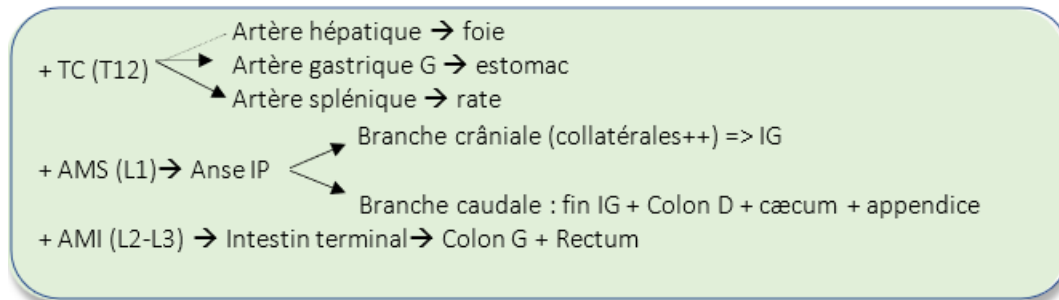 Artère hépatique → foie
+ TC (T12) Artère gastrique G → estomac
Artère splénique → rate
Branche crâniale (collatérales++) => IG
+ AMS (L1)→ Anse IP
Branche caudale : fin IG + Colon D + cæcum + appendice
+ AMI (L2-L3) → Intestin terminal→ Colon G + Rectum